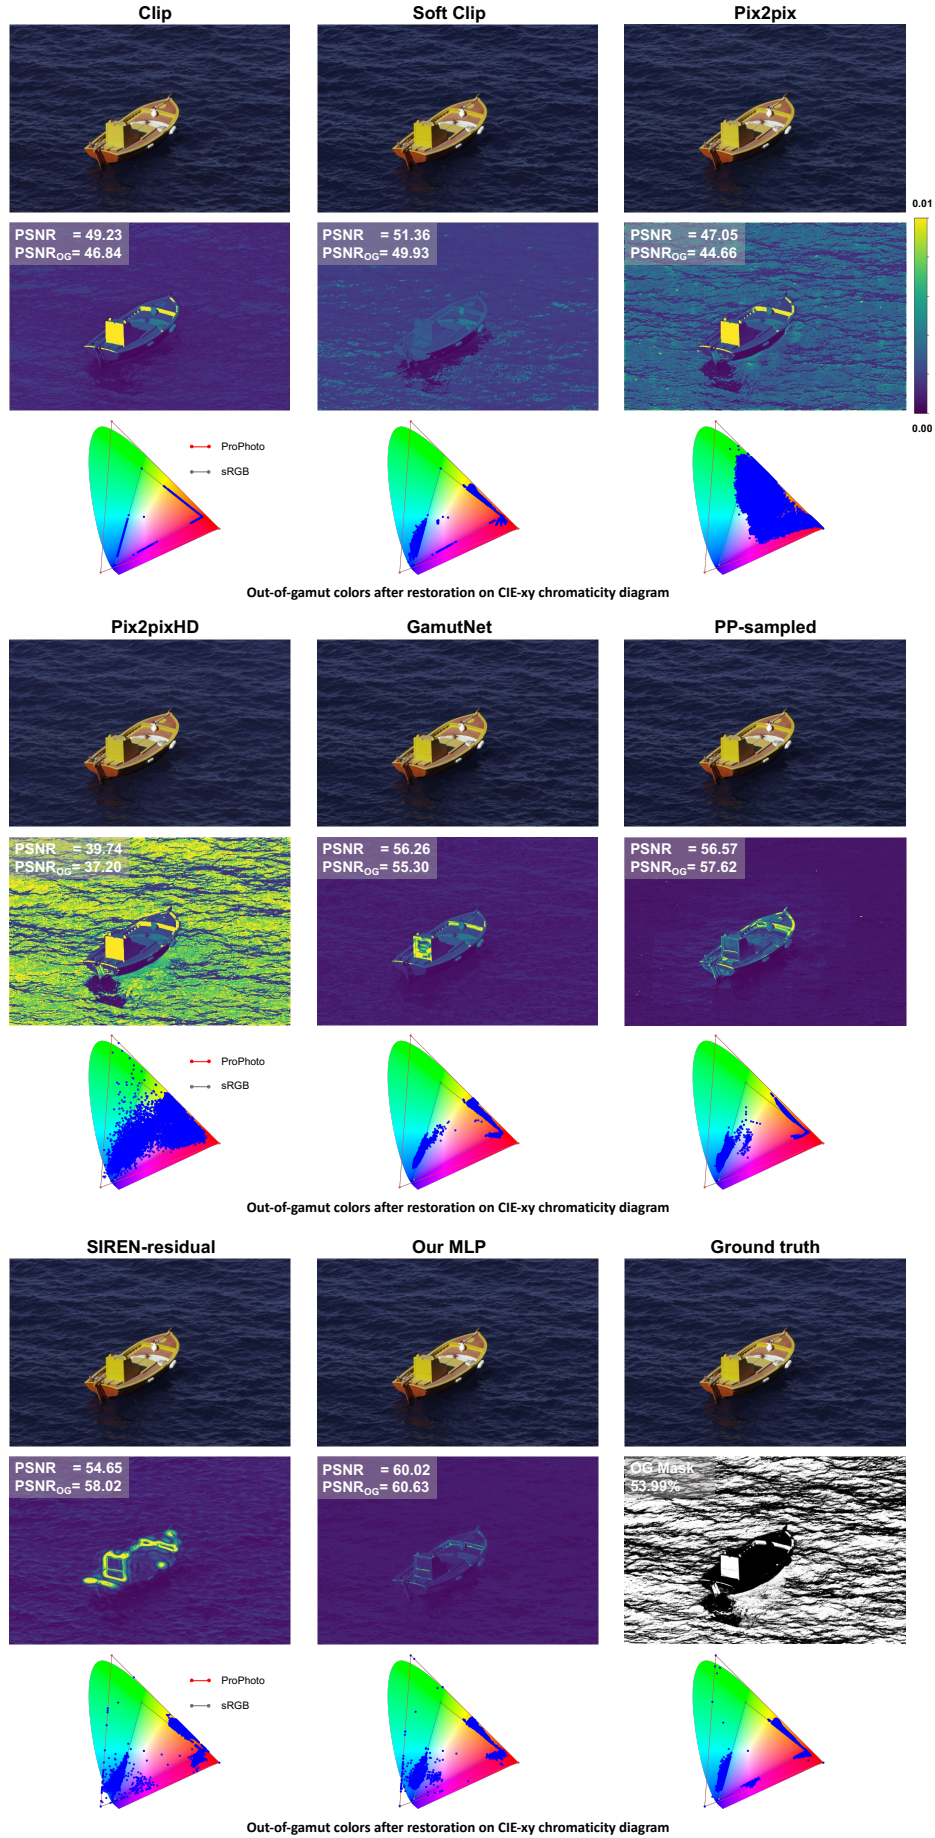 Clip
Soft Clip
Pix2pix
PSNR = 49.23
PSNROG= 46.84
PSNR = 51.36
PSNROG= 49.93
PSNR = 47.05
PSNROG= 44.66
0.01
0.00
ProPhoto
sRGB
Out-of-gamut colors after restoration on CIE-xy chromaticity diagram
Pix2pixHD
GamutNet
PP-sampled
PSNR = 39.74
PSNROG= 37.20
PSNR = 56.26
PSNROG= 55.30
PSNR = 56.57
PSNROG= 57.62
ProPhoto
sRGB
Out-of-gamut colors after restoration on CIE-xy chromaticity diagram
SIREN-residual
Our MLP
Ground truth
PSNR = 54.65
PSNROG= 58.02
PSNR = 60.02
PSNROG= 60.63
OG Mask
53.99%
ProPhoto
sRGB
Out-of-gamut colors after restoration on CIE-xy chromaticity diagram